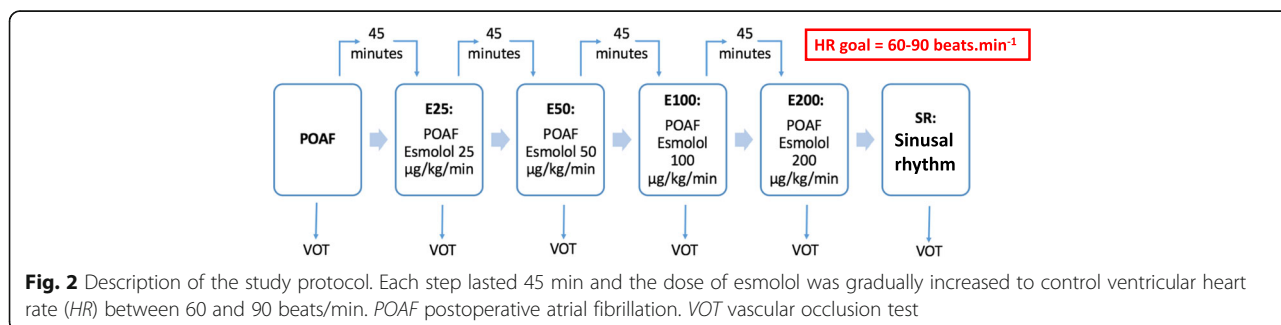 45
minutes
45
minutes
45
minutes
45
minutes
HR goal = 60-90 beats.min-1
POAF
E25:
POAF
Esmolol 25
µg/kg/min
E50:
POAF
Esmolol 50
µg/kg/min
E100:
POAF
Esmolol
100
µg/kg/min
E200:
POAF
Esmolol
200
µg/kg/min
SR:
Sinusal
rhythm
VOT
VOT
VOT
VOT
VOT
VOT
Fig. 2 Description of the study protocol. Each step lasted 45 min and the dose of esmolol was gradually increased to control ventricular heart
rate (HR) between 60 and 90 beats/min. POAF postoperative atrial fibrillation. VOT vascular occlusion test